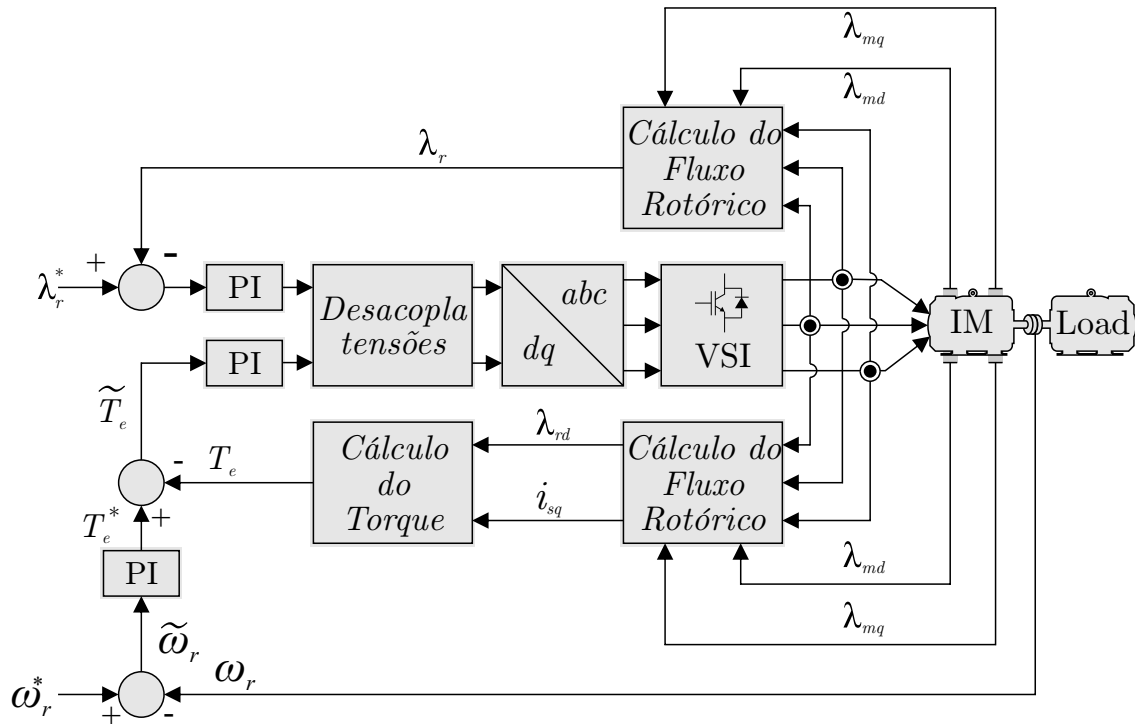 λmq
λmd
Cálculo do
Fluxo
Rotórico
λr
+
-
λr*
PI
Desacopla
tensões
abc
dq
VSI
IM
Load
PI
T̃e
λrd
Cálculo
do
Torque
isq
Cálculo do
Fluxo
Rotórico
-
Te
Te*
+
PI
λmd
λmq
ω̃r
ωr
ωr*
+
-